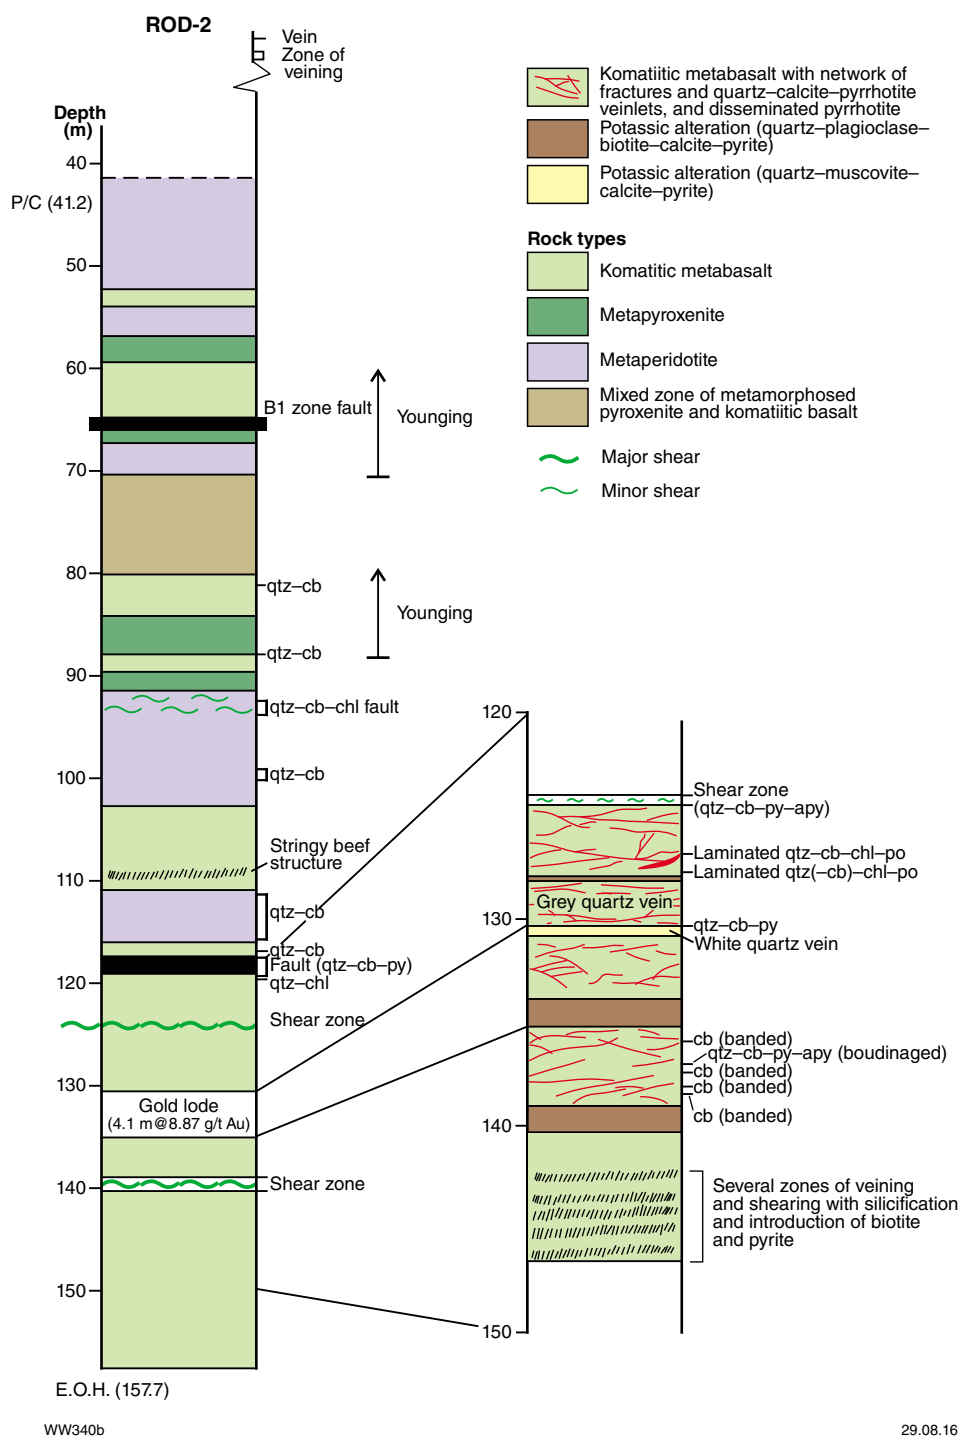 ROD-2
Vein
Zone of
veining
Depth
(m)
40
P/C (41.2)
50
60
B1 zone fault
Younging
70
80
qtz–cb
Younging
qtz–cb
90
qtz–cb–chl fault
100
qtz–cb
Stringy beef
structure
110
qtz–cb
qtz–cb
Fault (qtz–cb–py)
120
qtz–chl
Shear zone
130
Gold lode
(4.1 m@8.87 g/t Au)
140
Shear zone
150
E.O.H. (157.7)
Komatiitic metabasalt with network of
fractures and quartz–calcite–pyrrhotite
veinlets, and disseminated pyrrhotite
Potassic alteration (quartz–plagioclase–
biotite–calcite–pyrite)
Potassic alteration (quartz–muscovite–
calcite–pyrite)
Rock types
Komatitic metabasalt
Metapyroxenite
Metaperidotite
Mixed zone of metamorphosed
pyroxenite and komatiitic basalt
Major shear
Minor shear
120
Shear zone
(qtz–cb–py–apy)
Laminated qtz–cb–chl–po
Laminated qtz(–cb)–chl–po
Grey quartz vein
130
qtz–cb–py
White quartz vein
cb (banded)
qtz–cb–py–apy (boudinaged)
cb (banded)
cb (banded)
cb (banded)
140
Several zones of veining
and shearing with silicification
and introduction of biotite
and pyrite
150
WW340b
29.08.16